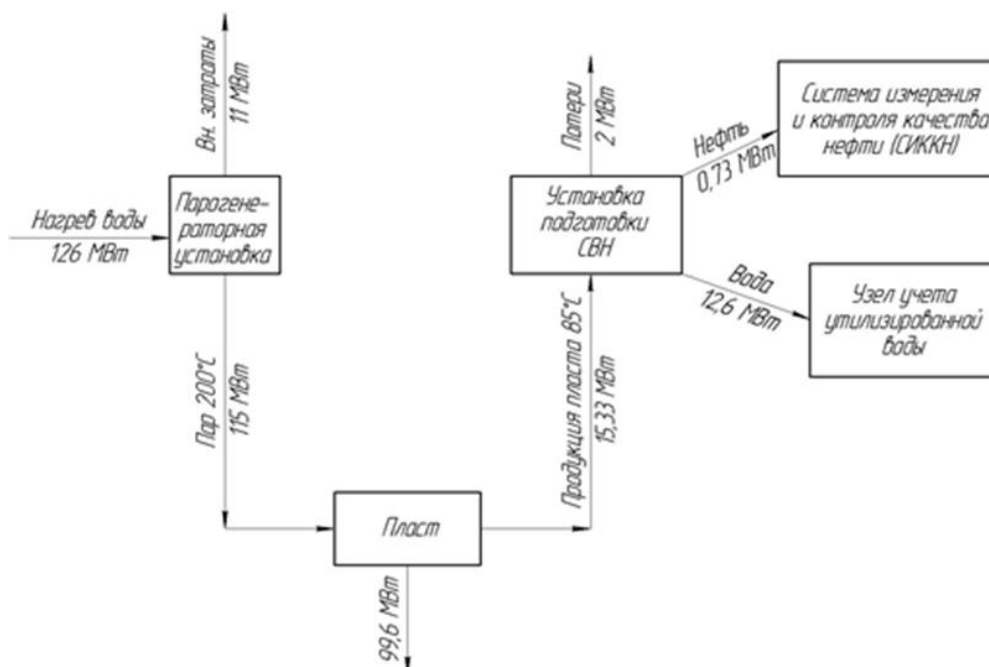 Вн. затраты
11 МВт
Нагрев воды
126 МВт
Парагене-
раторная
установка
Пар 200°С
115 МВт
Пласт
99,6 МВт
Продукция пласта 85°С
15,33 МВт
Установка
подготовки
СВН
Потери
2 МВт
Нефть
0,73 МВт
Система измерения
и контроля качества
нефти (СИККН)
Вода
12,6 МВт
Узел учета
утилизированной
воды